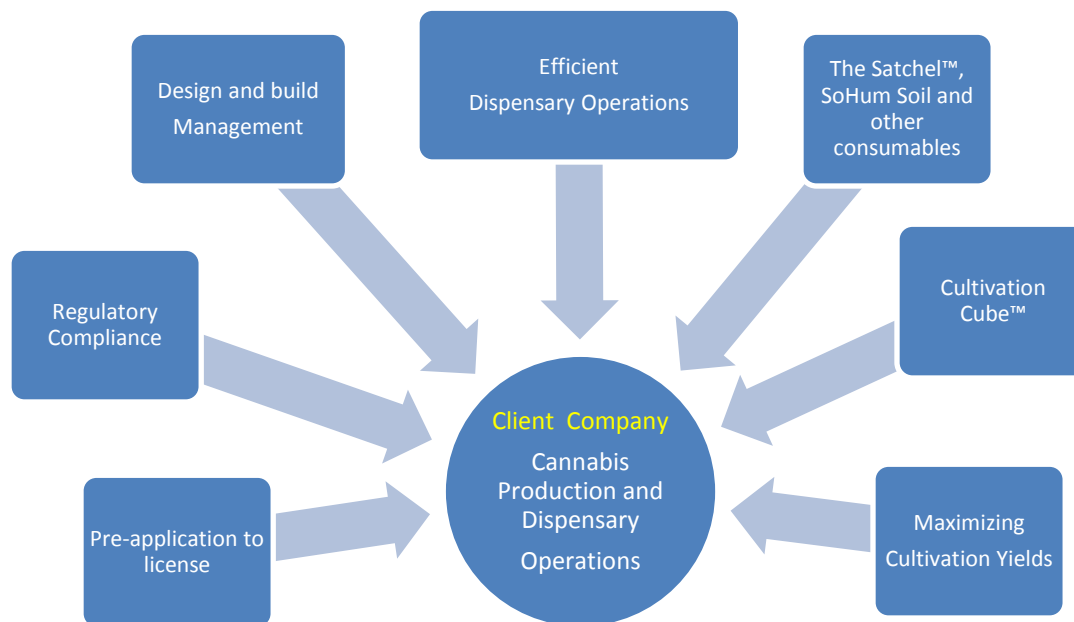 Design and build
Management
Efficient
Dispensary Operations
The Satchel™,
SoHum Soil and
other
consumables
Regulatory
Compliance
Cultivation
Cube™
Client  Company
Cannabis
Production and
Dispensary
Operations
Pre-application to
license
Maximizing
Cultivation Yields